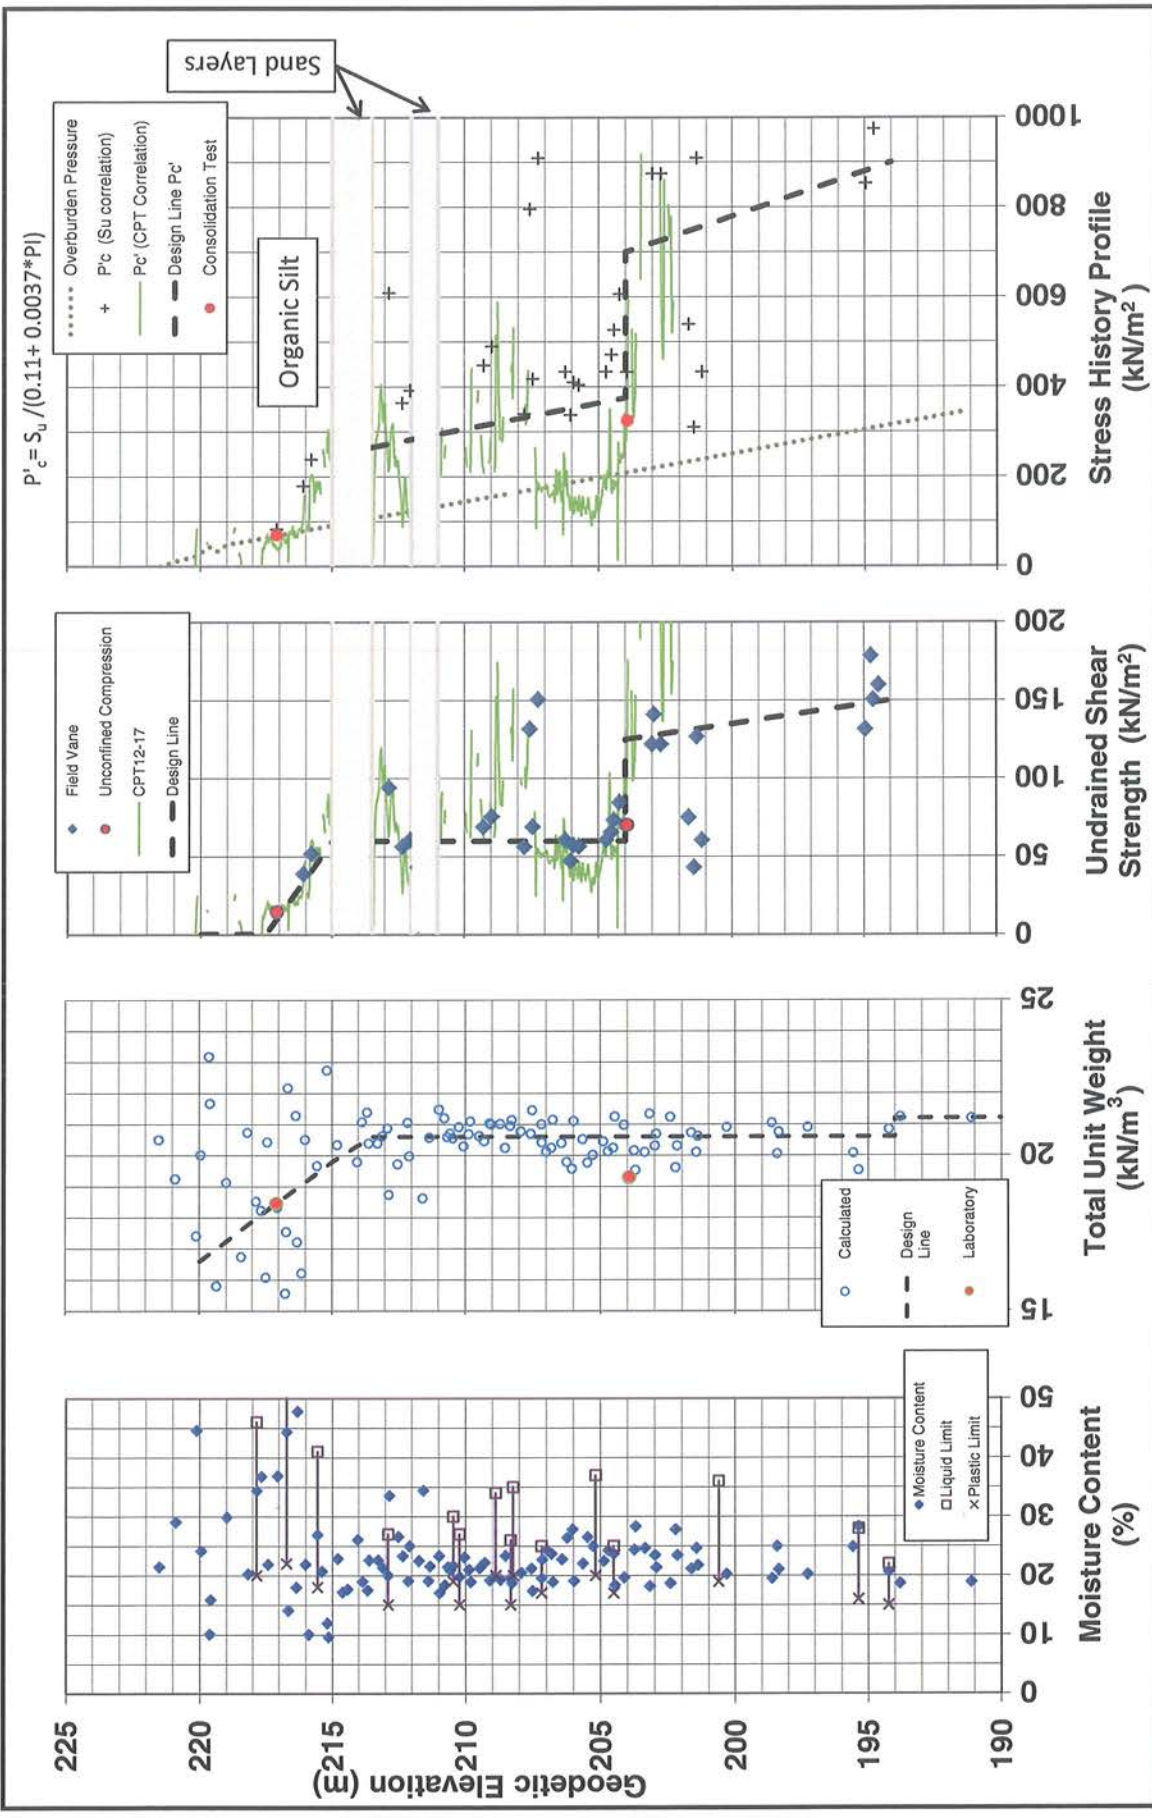 P'c = Su /(0.11+ 0.0037*PI)
Overburden Pressure
P'c (Su correlation)
Pc' (CPT Correlation)
Design Line Pc'
Consolidation Test
Sand Layers
Organic Silt
0
200
400
600
800
1000
Stress History Profile
(kN/m²)
Field Vane
Unconfined Compression
CPT12-17
Design Line
0
50
100
150
200
Undrained Shear
Strength (kN/m²)
15
20
25
Total Unit Weight
(kN/m³)
Calculated
Design
Line
Laboratory
0
10
20
30
40
50
Moisture Content
(%)
Moisture Content
Liquid Limit
Plastic Limit
225
220
215
210
205
200
195
190
Geodetic Elevation (m)